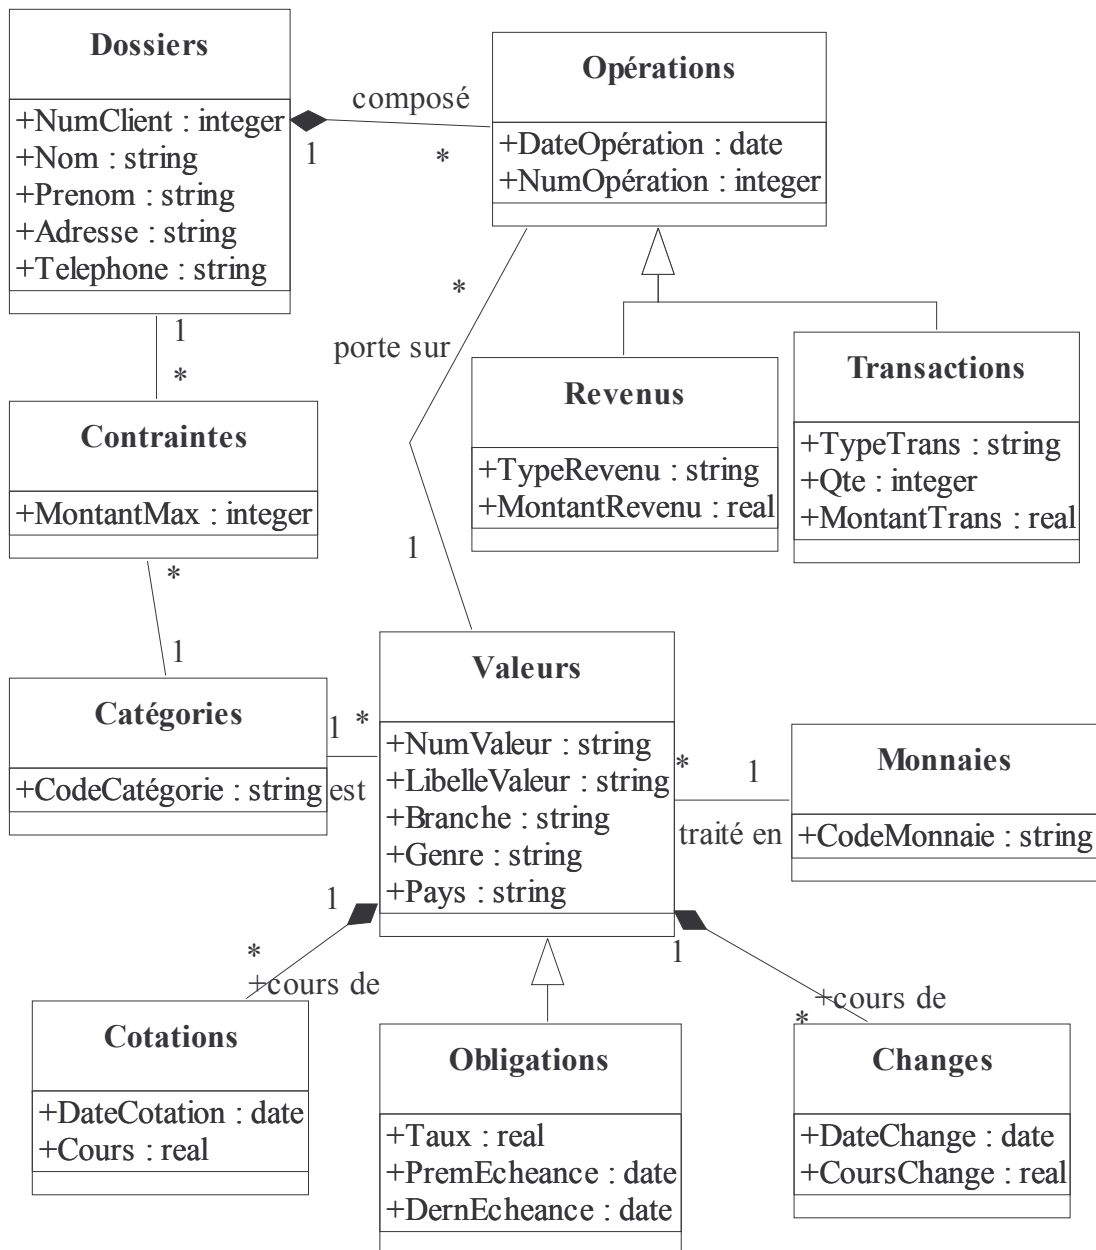 Dossiers
+NumClient : integer
+Nom : string
+Prenom : string
+Adresse : string
+Telephone : string
composé
1
*
Opérations
+DateOpération : date
+NumOpération : integer
*
porte sur
1
Revenus
+TypeRevenu : string
+MontantRevenu : real
Transactions
+TypeTrans : string
+Qte : integer
+MontantTrans : real
1
*
Contraintes
+MontantMax : integer
*
1
Catégories
+CodeCatégorie : string
1
*
est
Valeurs
+NumValeur : string
+LibelleValeur : string
+Branche : string
+Genre : string
+Pays : string
*
1
traité en
Monnaies
+CodeMonnaie : string
1
*
+cours de
1
+cours de
*
Cotations
+DateCotation : date
+Cours : real
Obligations
+Taux : real
+PremEcheance : date
+DernEcheance : date
Changes
+DateChange : date
+CoursChange : real